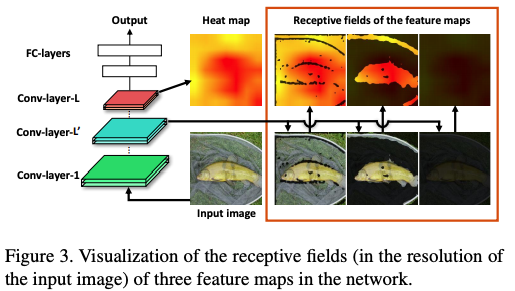 Output
Heat map
Receptive fields of the feature maps
FC-layers
Conv-layer-L
Conv-layer-L'
Conv-layer-1
Input image
Figure 3. Visualization of the receptive fields (in the resolution of
the input image) of three feature maps in the network.